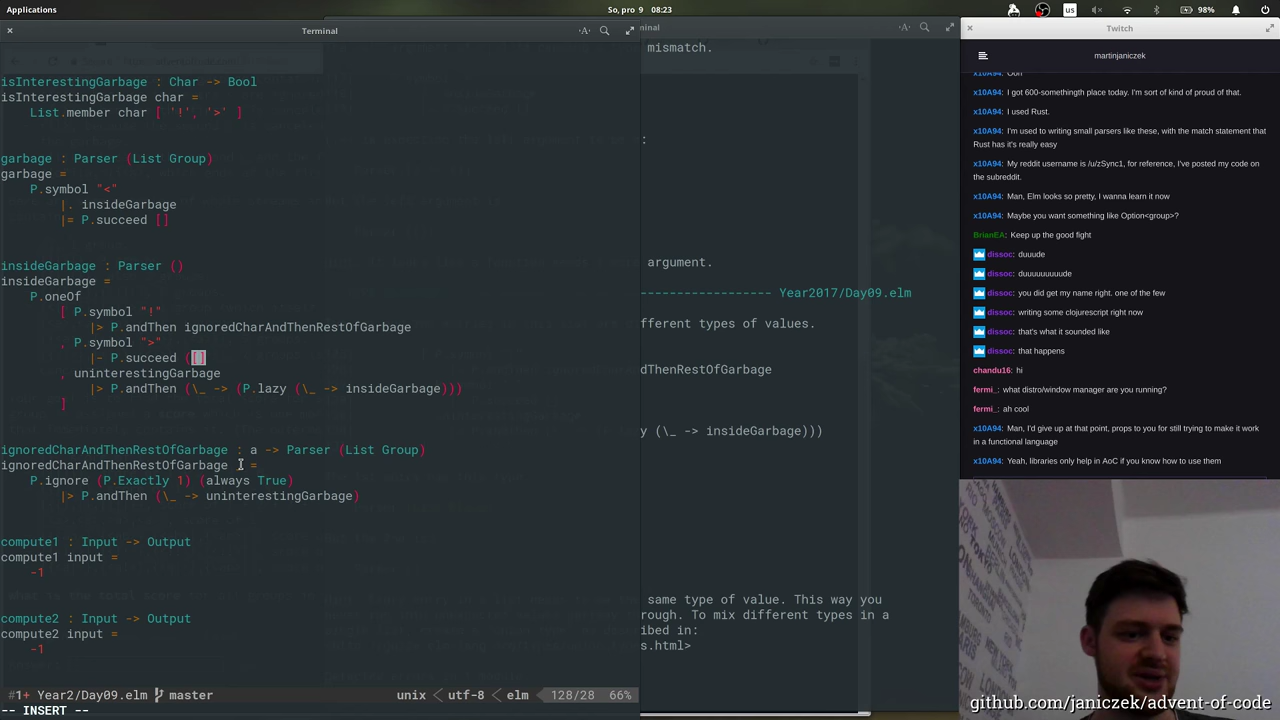 Applications
So, pro 9 08:23
us
98%
Terminal
minal
Twitch
martinjaniczek
isInterestingGarbage : Char -> Bool
isInterestingGarbage char =
List.member char [ '!', '>' ]
garbage : Parser (List Group)
garbage =
P.symbol "<"
|. insideGarbage
|= P.succeed []
insideGarbage : Parser ()
insideGarbage =
P.oneOf
[ P.symbol "!"
|> P.andThen ignoredCharAndThenRestOfGarbage
, P.symbol ">"
|- P.succeed ([]
, uninterestingGarbage
|> P.andThen (\_ -> (P.lazy (\_ -> insideGarbage)))
]
ignoredCharAndThenRestOfGarbage : a -> Parser (List Group)
ignoredCharAndThenRestOfGarbage _ =
P.ignore (P.Exactly 1) (always True)
|> P.andThen (\_ -> uninterestingGarbage)
compute1 : Input -> Output
compute1 input =
-1
compute2 : Input -> Output
compute2 input =
-1
#1+ Year2/Day09.elm master unix utf-8 elm 128/28 66%
-- INSERT --
mismatch.
:
argument.
----------------- Year2017/Day09.elm
fferent types of values.
dThenRestOfGarbage
y (\_ -> insideGarbage)))
same type of value. This way you
rough. To mix different types in a
ibed in:
s.html>
x10A94: Ooh
x10A94: I got 600-somethingth place today. I'm sort of kind of proud of that.
x10A94: I used Rust.
x10A94: I'm used to writing small parsers like these, with the match statement that
Rust has it's really easy
x10A94: My reddit username is /u/zSync1, for reference, I've posted my code on
the subreddit.
x10A94: Man, Elm looks so pretty, I wanna learn it now
x10A94: Maybe you want something like Option<group>?
BrianEA: Keep up the good fight
dissoc: duuude
dissoc: duuuuuuuuude
dissoc: you did get my name right. one of the few
dissoc: writing some clojurescript right now
dissoc: that's what it sounded like
dissoc: that happens
chandu16: hi
fermi_: what distro/window manager are you running?
fermi_: ah cool
x10A94: Man, I'd give up at that point, props to you for still trying to make it work
in a functional language
x10A94: Yeah, libraries only help in AoC if you know how to use them
github.com/janiczek/advent-of-code